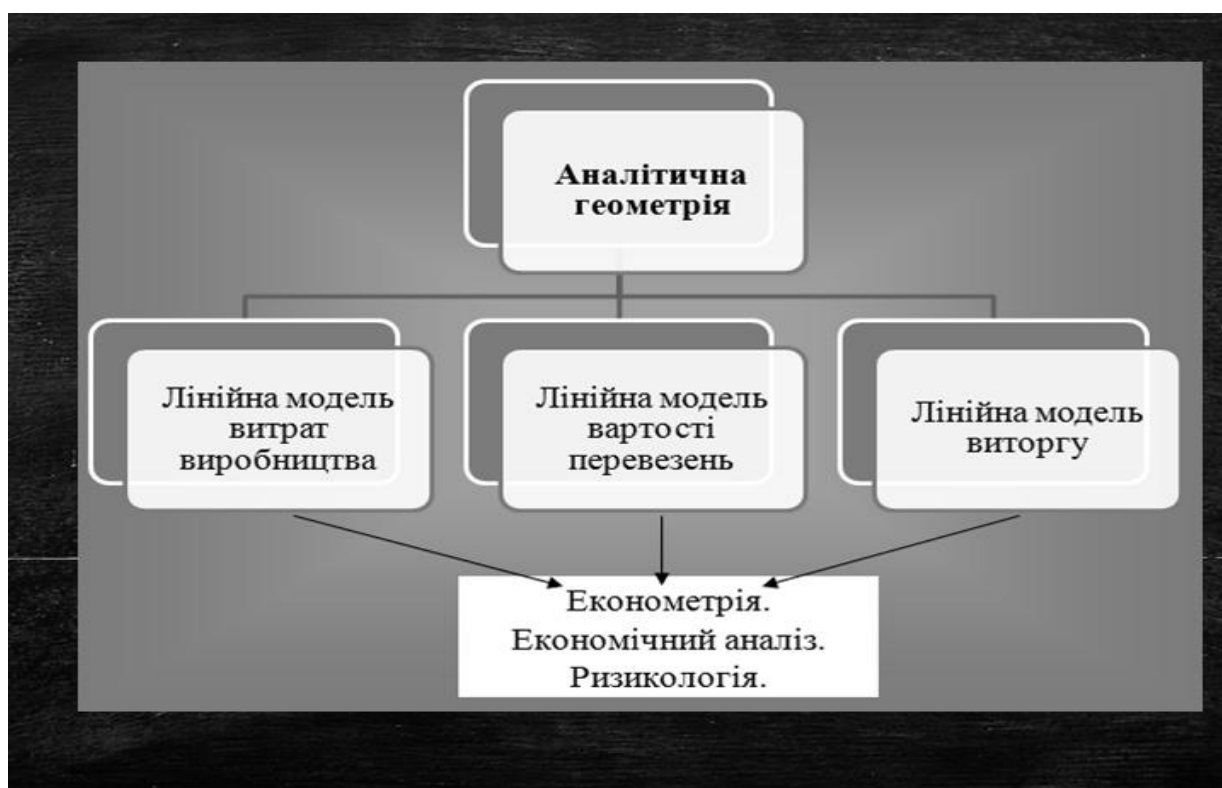 Аналітична
геометрія
Лінійна модель
витрат
виробництва
Лінійна модель
вартості
перевезень
Лінійна модель
виторгу
Економетрія.
Економічний аналіз.
Ризикологія.